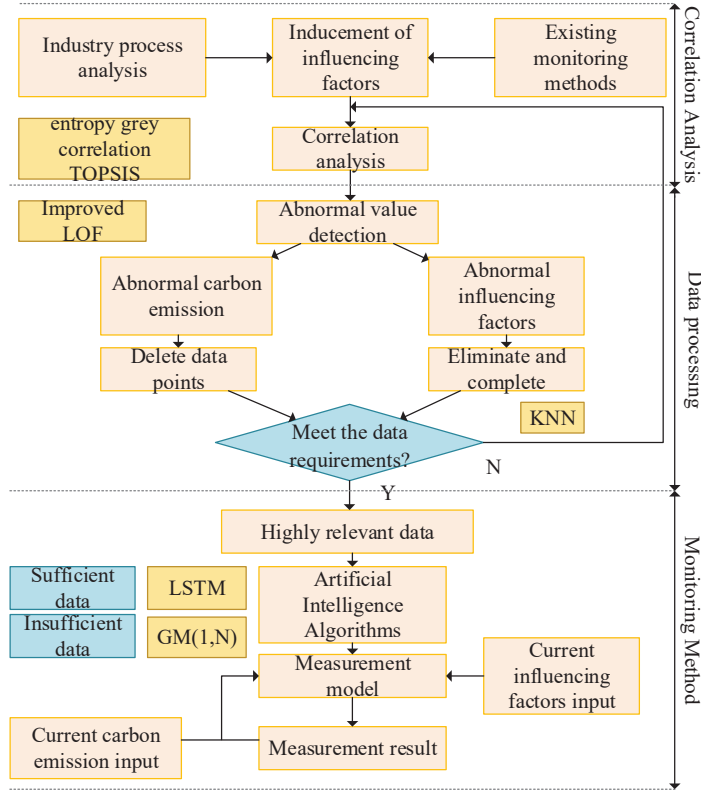 Industry process
analysis
Inducement of
influencing
factors
Existing
monitoring
methods
entropy grey
correlation
TOPSIS
Correlation
analysis
Correlation Analysis
Improved
LOF
Abnormal value
detection
Abnormal carbon
emission
Abnormal
influencing
factors
Delete data
points
Eliminate and
complete
KNN
Meet the data
requirements?
N
Y
Data processing
Highly relevant data
Sufficient
data
LSTM
Artificial
Intelligence
Algorithms
Insufficient
data
GM(1,N)
Measurement
model
Current
influencing
factors input
Current carbon
emission input
Measurement result
Monitoring Method